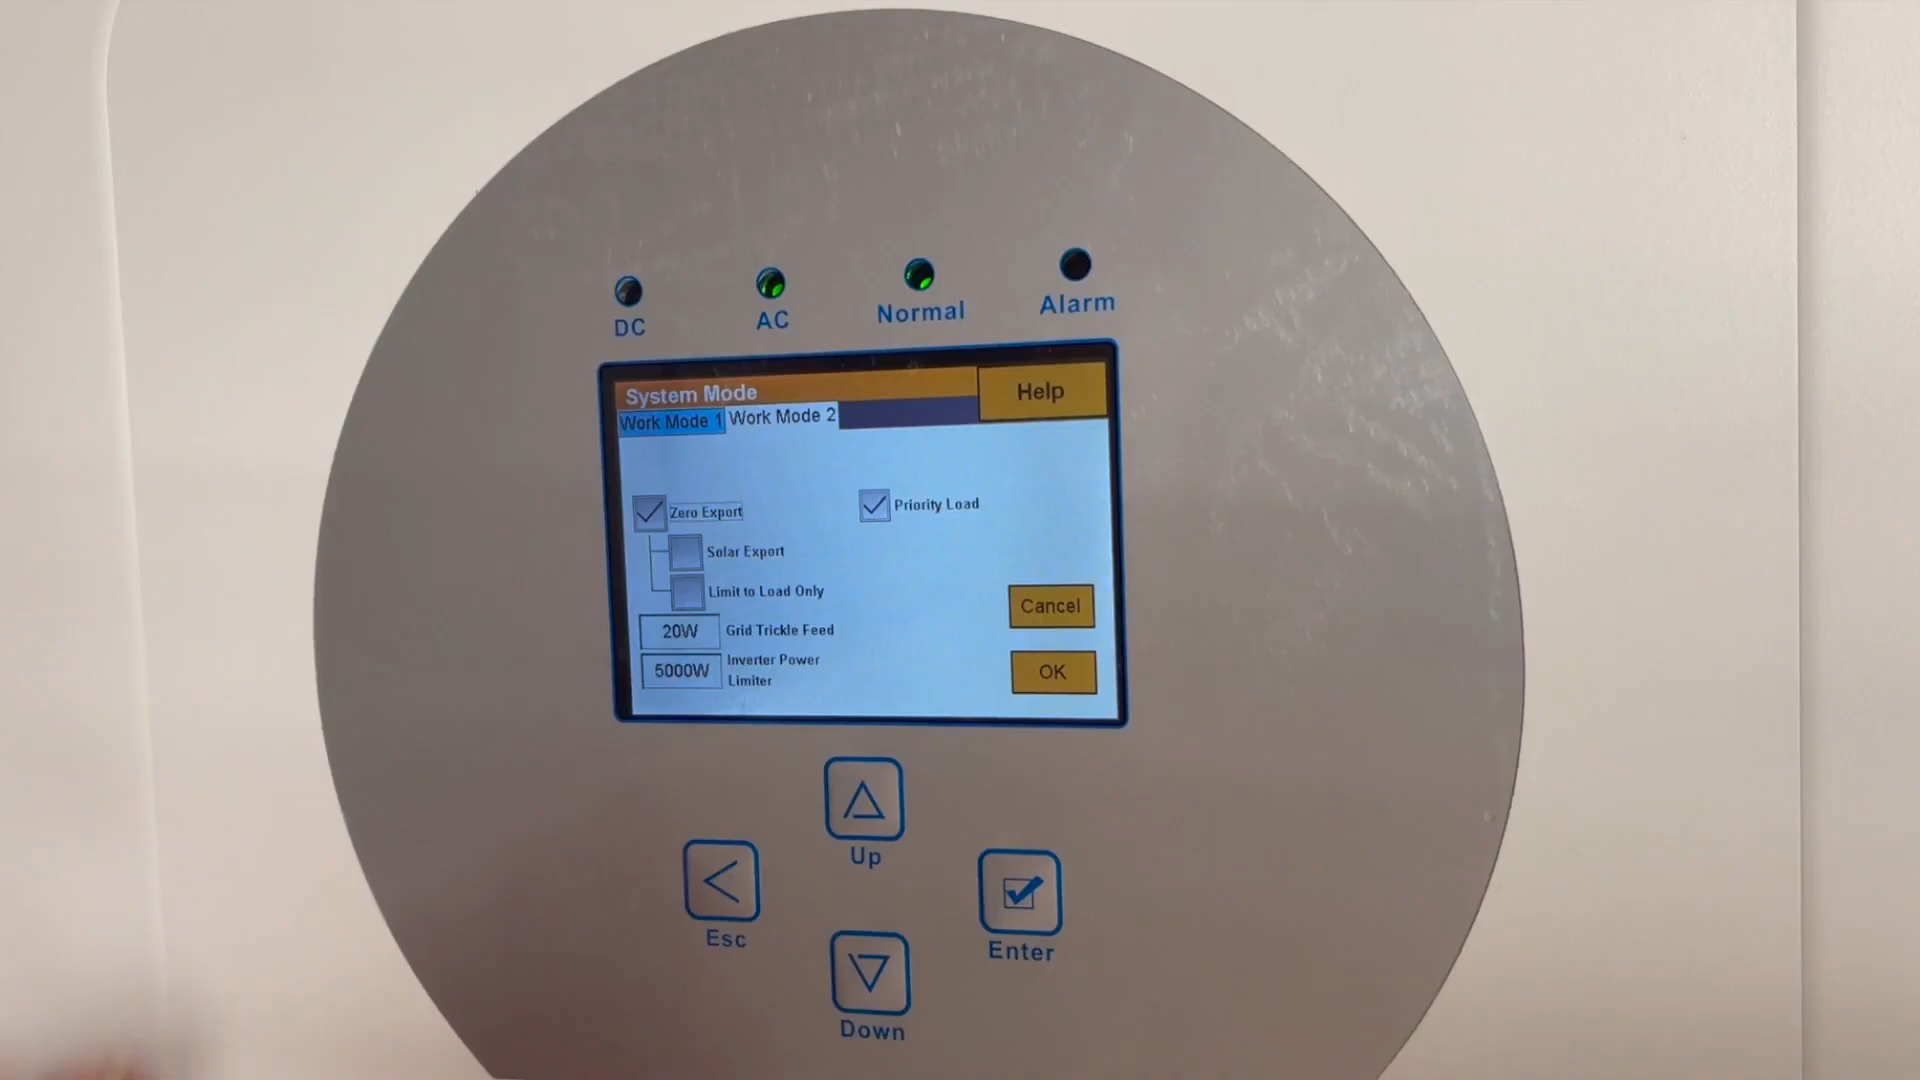 DC
AC
Normal
Alarm
System Mode
Help
Work Mode 1
Work Mode 2
Zero Export
Priority Load
Solar Export
Limit to Load Only
Cancel
20W
Grid Trickle Feed
5000W
Inverter Power
Limiter
OK
Up
Esc
Enter
Down